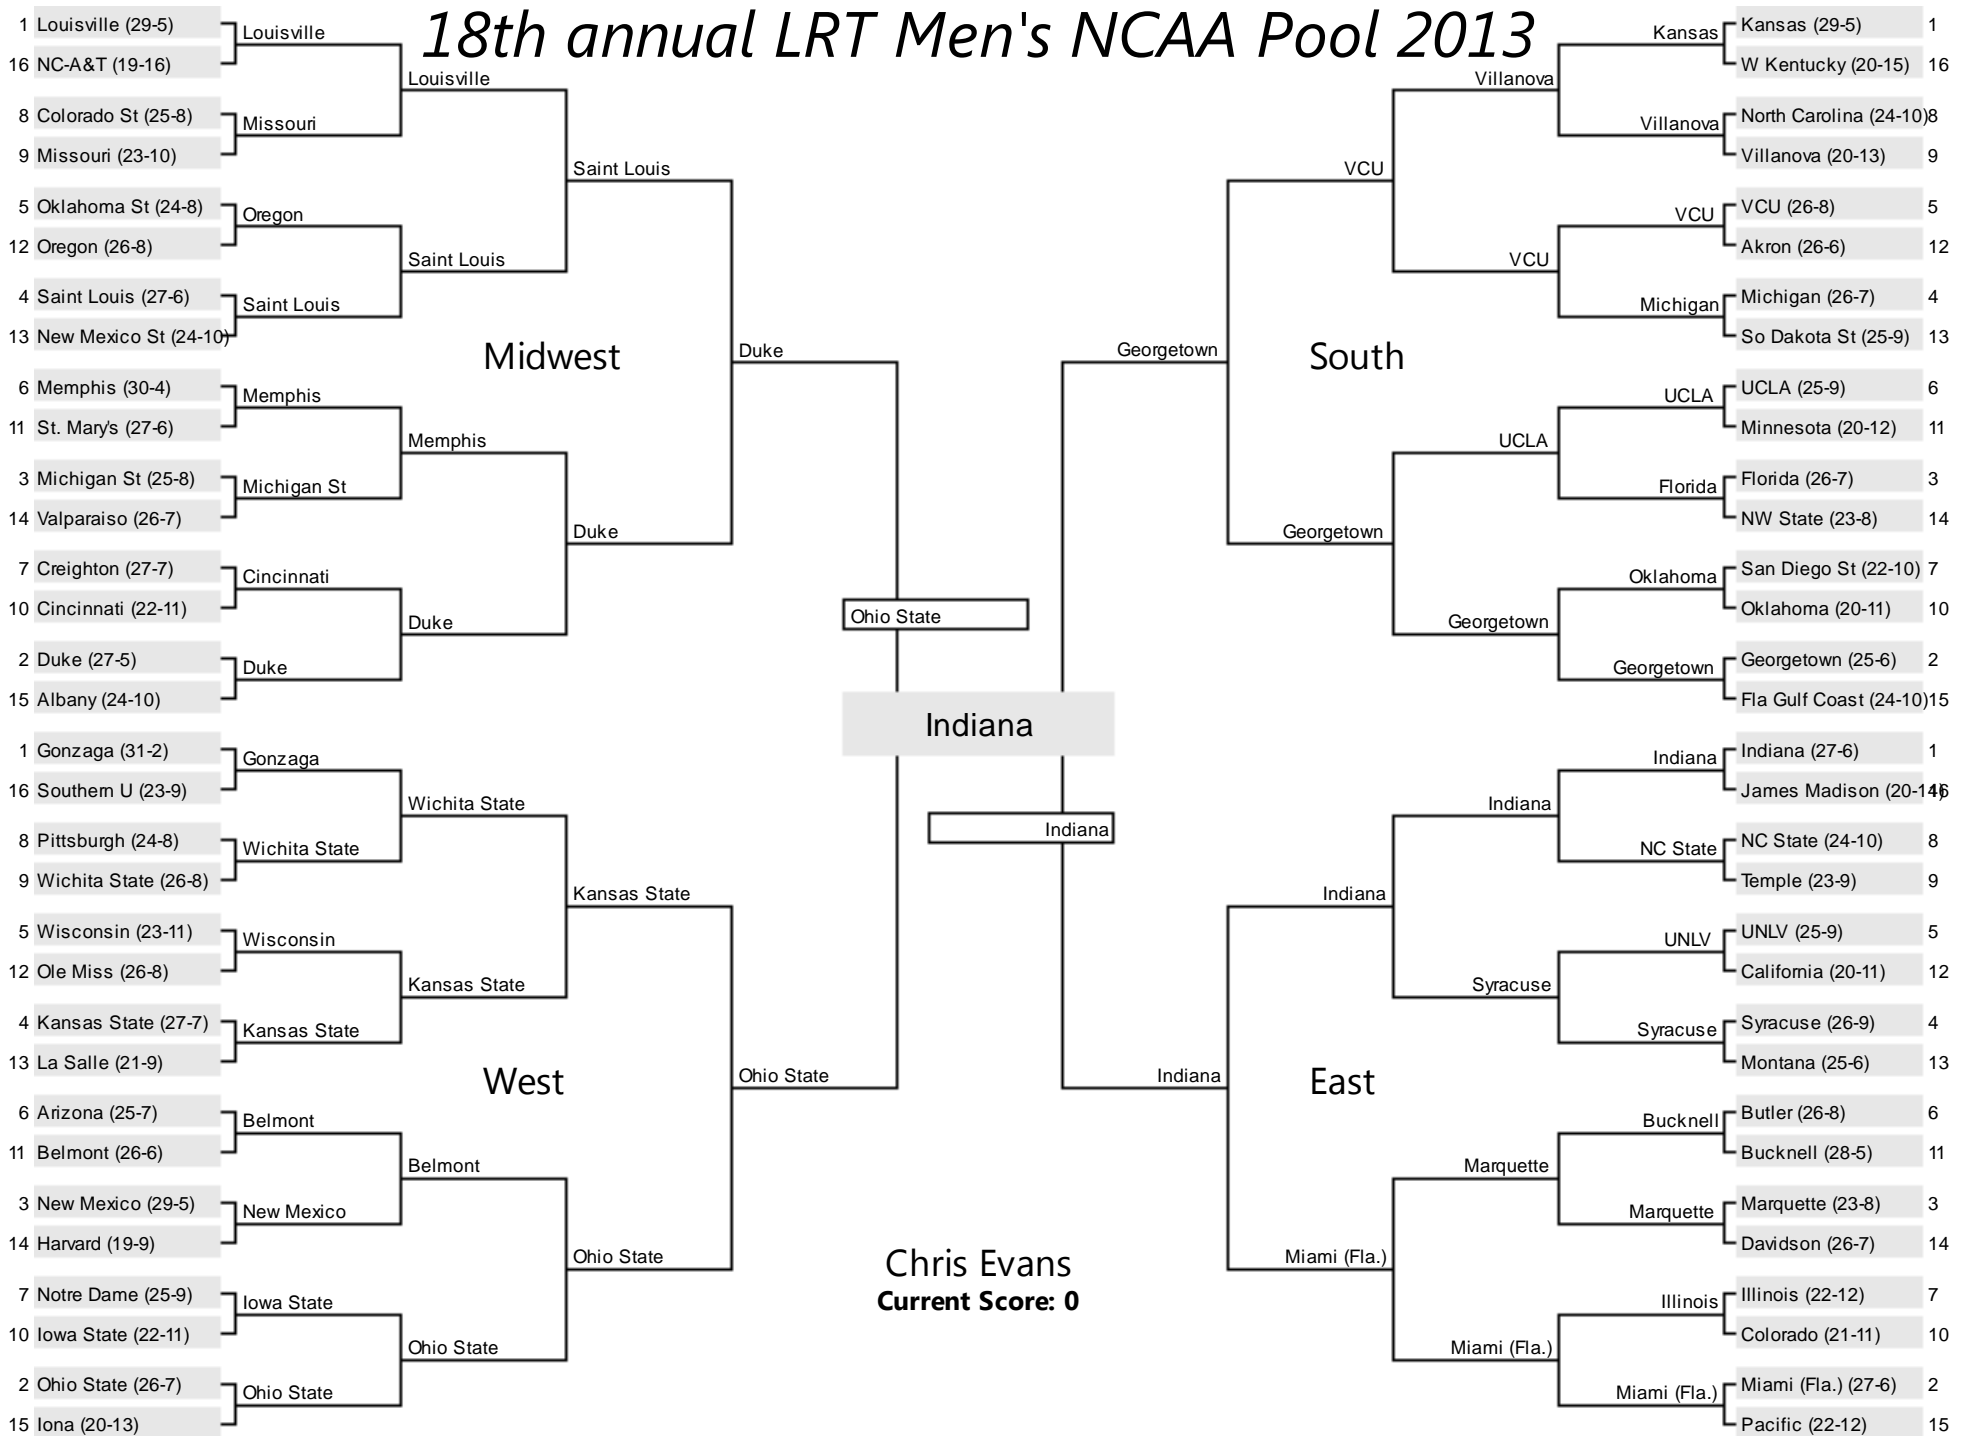 18th annual LRT Men's NCAA Pool 2013
1 Louisville (29-5)
Louisville
16 NC-A&T (19-16)
Louisville
8 Colorado St (25-8)
Missouri
9 Missouri (23-10)
Saint Louis
5 Oklahoma St (24-8)
Oregon
12 Oregon (26-8)
Saint Louis
4 Saint Louis (27-6)
Saint Louis
13 New Mexico St (24-10)
Midwest
Duke
6 Memphis (30-4)
Memphis
11 St. Mary's (27-6)
Memphis
3 Michigan St (25-8)
Michigan St
14 Valparaiso (26-7)
Duke
7 Creighton (27-7)
Cincinnati
10 Cincinnati (22-11)
Duke
2 Duke (27-5)
Duke
15 Albany (24-10)
1 Gonzaga (31-2)
Gonzaga
16 Southern U (23-9)
Wichita State
8 Pittsburgh (24-8)
Wichita State
9 Wichita State (26-8)
Kansas State
5 Wisconsin (23-11)
Wisconsin
12 Ole Miss (26-8)
Kansas State
4 Kansas State (27-7)
Kansas State
13 La Salle (21-9)
West
Ohio State
6 Arizona (25-7)
Belmont
11 Belmont (26-6)
Belmont
3 New Mexico (29-5)
New Mexico
14 Harvard (19-9)
Ohio State
7 Notre Dame (25-9)
Iowa State
10 Iowa State (22-11)
Ohio State
2 Ohio State (26-7)
Ohio State
15 Iona (20-13)
Ohio State
Indiana
Indiana
Chris Evans
Current Score: 0
Kansas (29-5) 1
Kansas
W Kentucky (20-15) 16
Villanova
North Carolina (24-10) 8
Villanova
Villanova (20-13) 9
VCU
VCU (26-8) 5
VCU
Akron (26-6) 12
VCU
Michigan (26-7) 4
Michigan
So Dakota St (25-9) 13
Georgetown
South
UCLA (25-9) 6
UCLA
Minnesota (20-12) 11
UCLA
Florida (26-7) 3
Florida
NW State (23-8) 14
Georgetown
San Diego St (22-10) 7
Oklahoma
Oklahoma (20-11) 10
Georgetown
Georgetown (25-6) 2
Georgetown
Fla Gulf Coast (24-10) 15
Indiana (27-6) 1
Indiana
James Madison (20-14) 16
Indiana
NC State (24-10) 8
NC State
Temple (23-9) 9
Indiana
UNLV (25-9) 5
UNLV
California (20-11) 12
Syracuse
Syracuse (26-9) 4
Syracuse
Montana (25-6) 13
Indiana
East
Butler (26-8) 6
Bucknell
Bucknell (28-5) 11
Marquette
Marquette (23-8) 3
Marquette
Davidson (26-7) 14
Miami (Fla.)
Illinois (22-12) 7
Illinois
Colorado (21-11) 10
Miami (Fla.)
Miami (Fla.) (27-6) 2
Miami (Fla.)
Pacific (22-12) 15